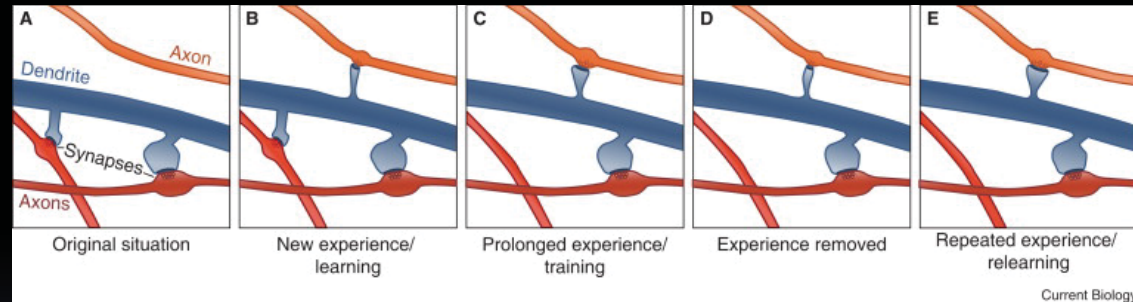 A
B
C
D
E
Axon
Dendrite
Synapses
Axons
Original situation
New experience/
learning
Prolonged experience/
training
Experience removed
Repeated experience/
relearning
Current Biology